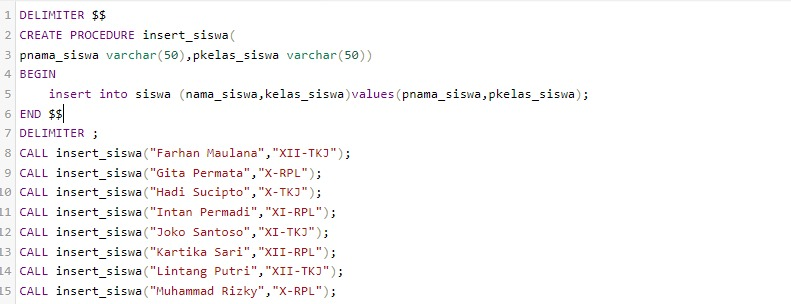 1 DELIMITER $$
2 CREATE PROCEDURE insert_siswa(
3 pnama_siswa varchar(50),pkelas_siswa varchar(50))
4 BEGIN
5     insert into siswa (nama_siswa,kelas_siswa)values(pnama_siswa,pkelas_siswa);
6 END $$
7 DELIMITER ;
8 CALL insert_siswa("Farhan Maulana","XII-TKJ");
9 CALL insert_siswa("Gita Permata","X-RPL");
10 CALL insert_siswa("Hadi Sucipto","X-TKJ");
11 CALL insert_siswa("Intan Permadi","XI-RPL");
12 CALL insert_siswa("Joko Santoso","XI-TKJ");
13 CALL insert_siswa("Kartika Sari","XII-RPL");
14 CALL insert_siswa("Lintang Putri","XII-TKJ");
15 CALL insert_siswa("Muhammad Rizky","X-RPL");